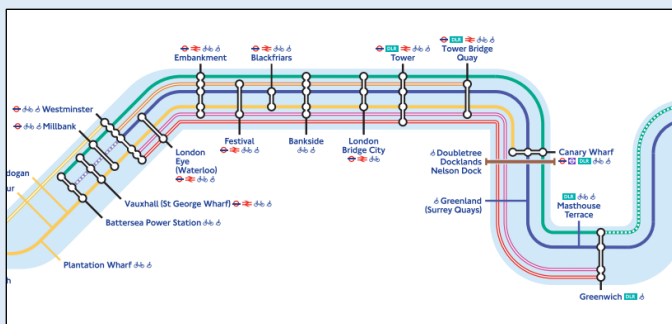 Embankment
Blackfriars
DLR
Tower
DLR
Tower Bridge
Quay
Westminster
Millbank
London
Eye
(Waterloo)
Festival
Bankside
London
Bridge City
Doubletree
Docklands
Nelson Dock
Canary Wharf
DLR
dogan
ur
Vauxhall (St George Wharf)
Battersea Power Station
Greenland
(Surrey Quays)
DLR
Masthouse
Terrace
Plantation Wharf
h
Greenwich DLR